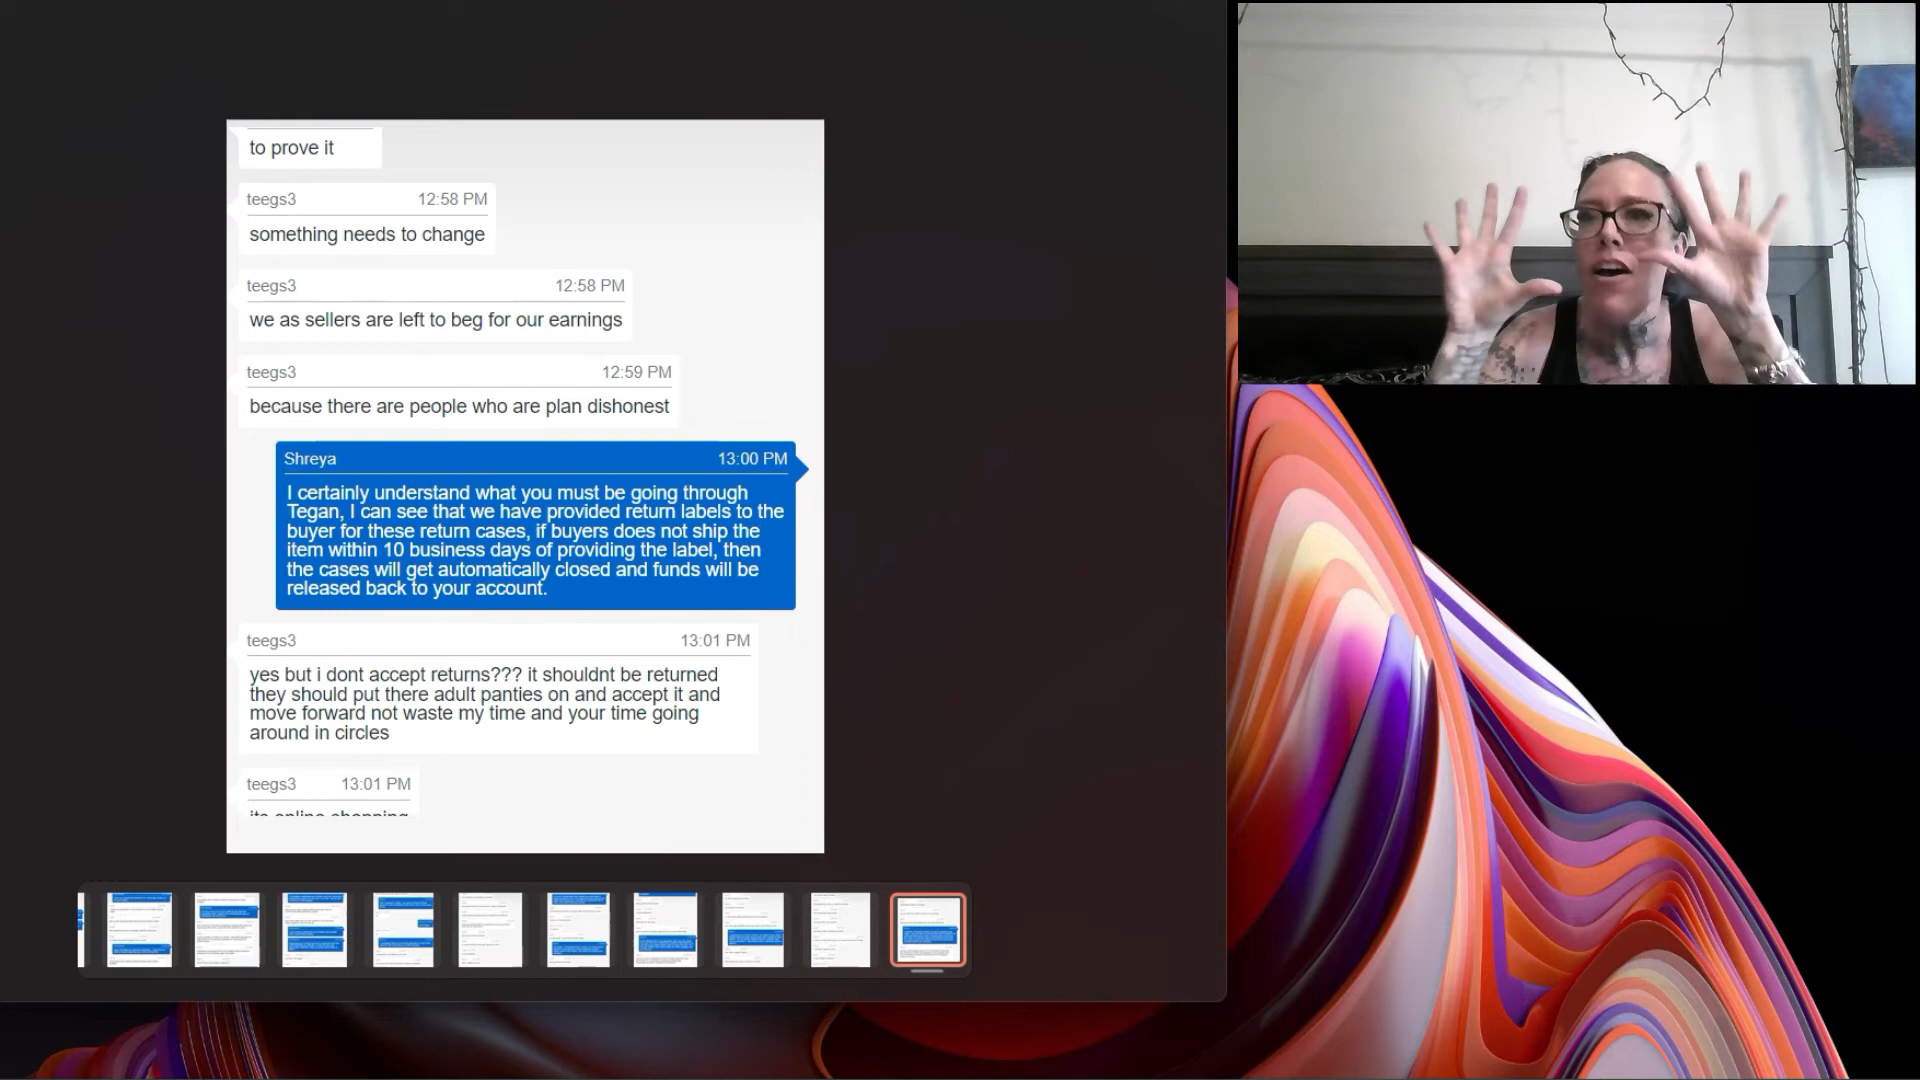 to prove it
teegs3 12:58 PM
something needs to change
teegs3 12:58 PM
we as sellers are left to beg for our earnings
teegs3 12:59 PM
because there are people who are plan dishonest
Shreya 13:00 PM
I certainly understand what you must be going through
Tegan, I can see that we have provided return labels to the
buyer for these return cases, if buyers does not ship the
item within 10 business days of providing the label, then
the cases will get automatically closed and funds will be
released back to your account.
teegs3 13:01 PM
yes but i dont accept returns??? it shouldnt be returned
they should put there adult panties on and accept it and
move forward not waste my time and your time going
around in circles
teegs3 13:01 PM
its online shopping